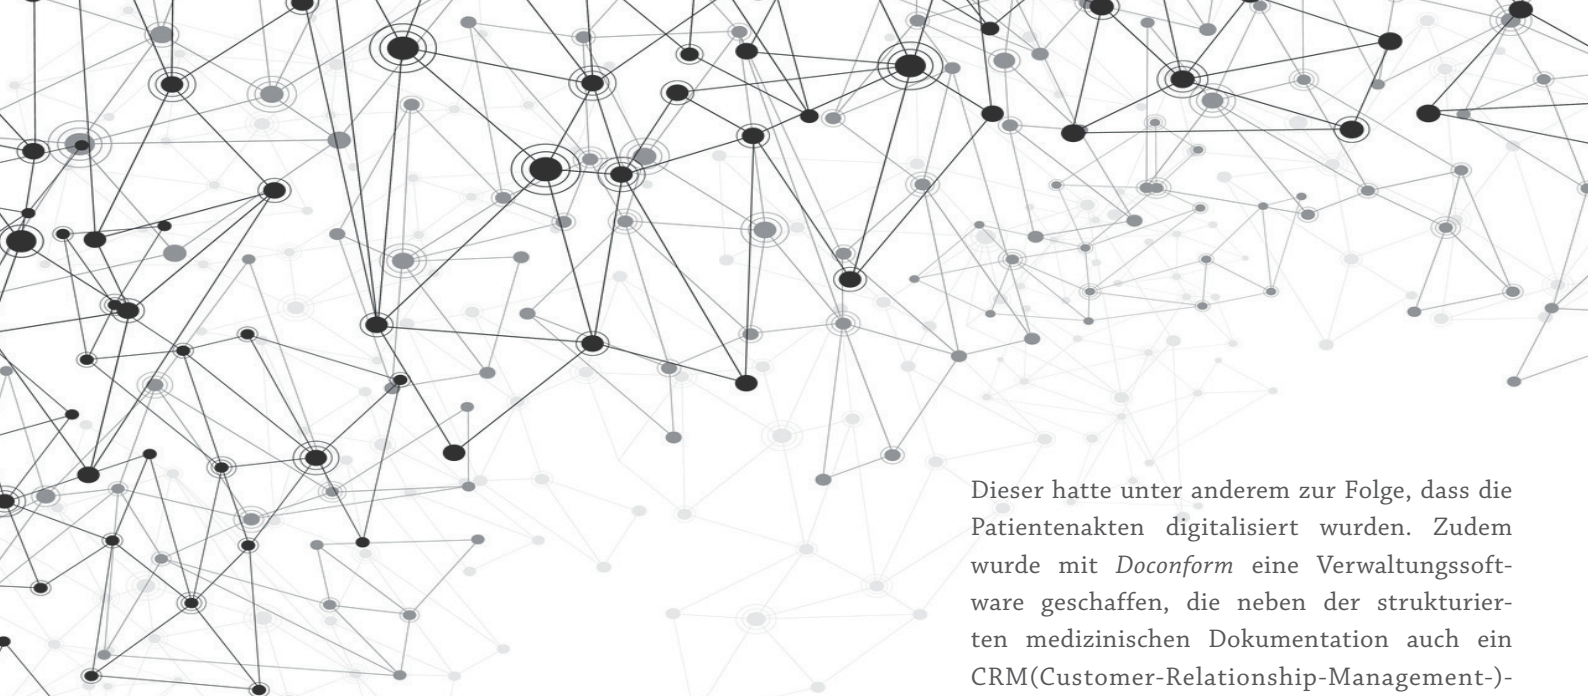 Dieser hatte unter anderem zur Folge, dass die
Patientenakten digitalisiert wurden. Zudem
wurde mit Doconform eine Verwaltungssoft-
ware geschaffen, die neben der strukturier-
ten medizinischen Dokumentation auch ein
CRM(Customer-Relationship-Management-)-